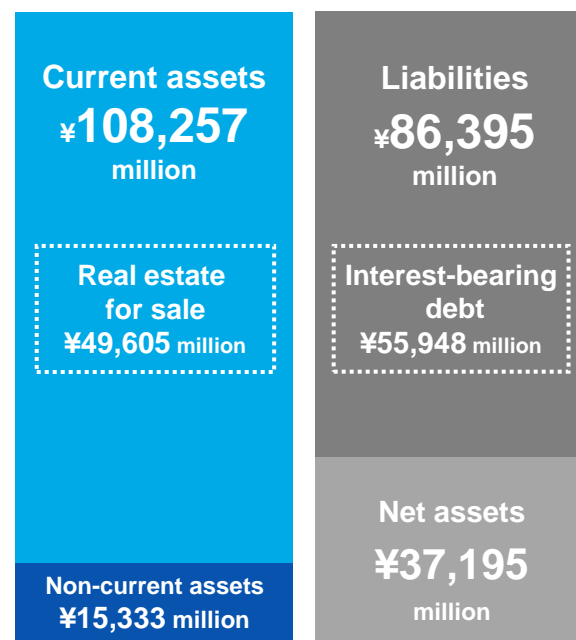 Current assets
¥108,257
million
Real estate
for sale
¥49,605 million
Non-current assets
¥15,333 million
Liabilities
¥86,395
million
Interest-bearing
debt
¥55,948 million
Net assets
¥37,195
million